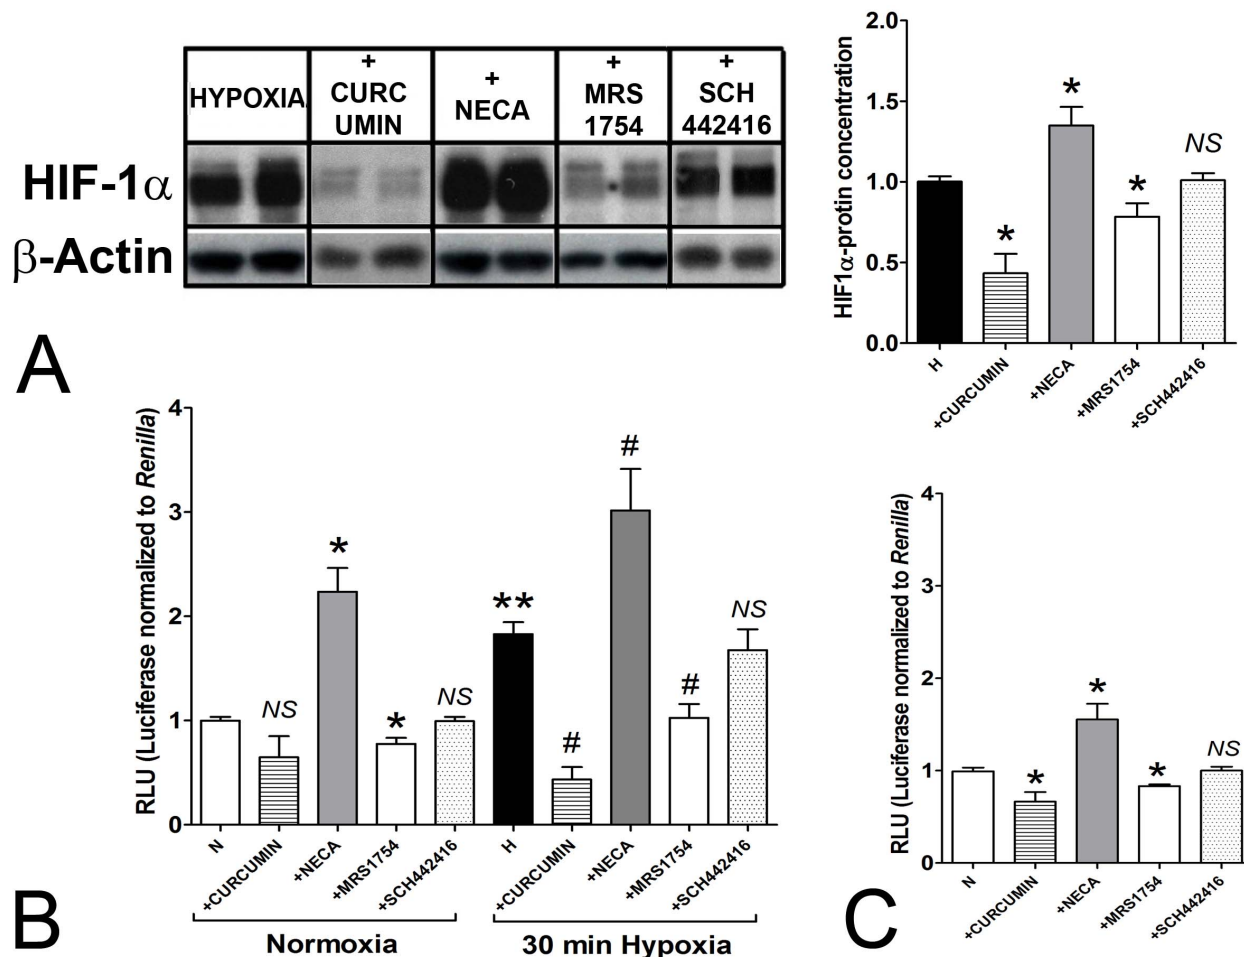 HYPOXIA
+
CURC
UMIN
+
NECA
+
MRS
1754
+
SCH
442416
HIF-1α
β-Actin
A
HIF1α-protin concentration
2.0
1.5
1.0
0.5
0.0
*
*
*
NS
H
+CURCUMIN
+NECA
+MRS1754
+SCH442416
RLU (Luciferase normalized to Renilla)
4
3
2
1
0
NS
*
*
NS
**
#
#
#
NS
N
+CURCUMIN
+NECA
+MRS1754
+SCH442416
H
+CURCUMIN
+NECA
+MRS1754
+SCH442416
Normoxia
30 min Hypoxia
B
RLU (Luciferase normalized to Renilla)
4
3
2
1
0
*
*
*
NS
N
+CURCUMIN
+NECA
+MRS1754
+SCH442416
C